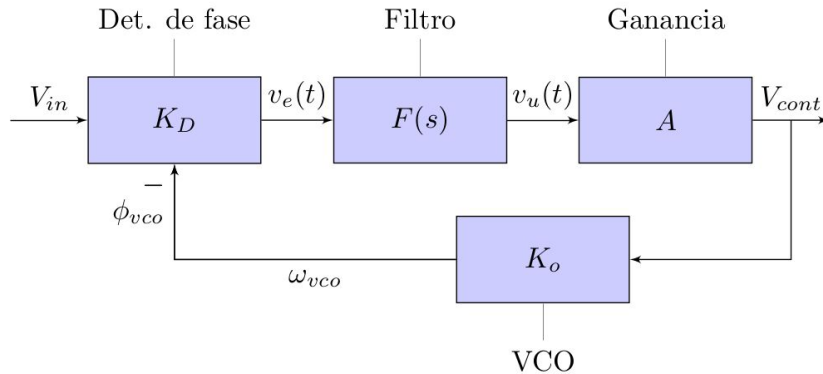 Det. de fase
Filtro
Ganancia
V_{in}
K_D
v_e(t)
F(s)
v_u(t)
A
V_{cont}
−
ϕ_{vco}
K_o
ω_{vco}
VCO